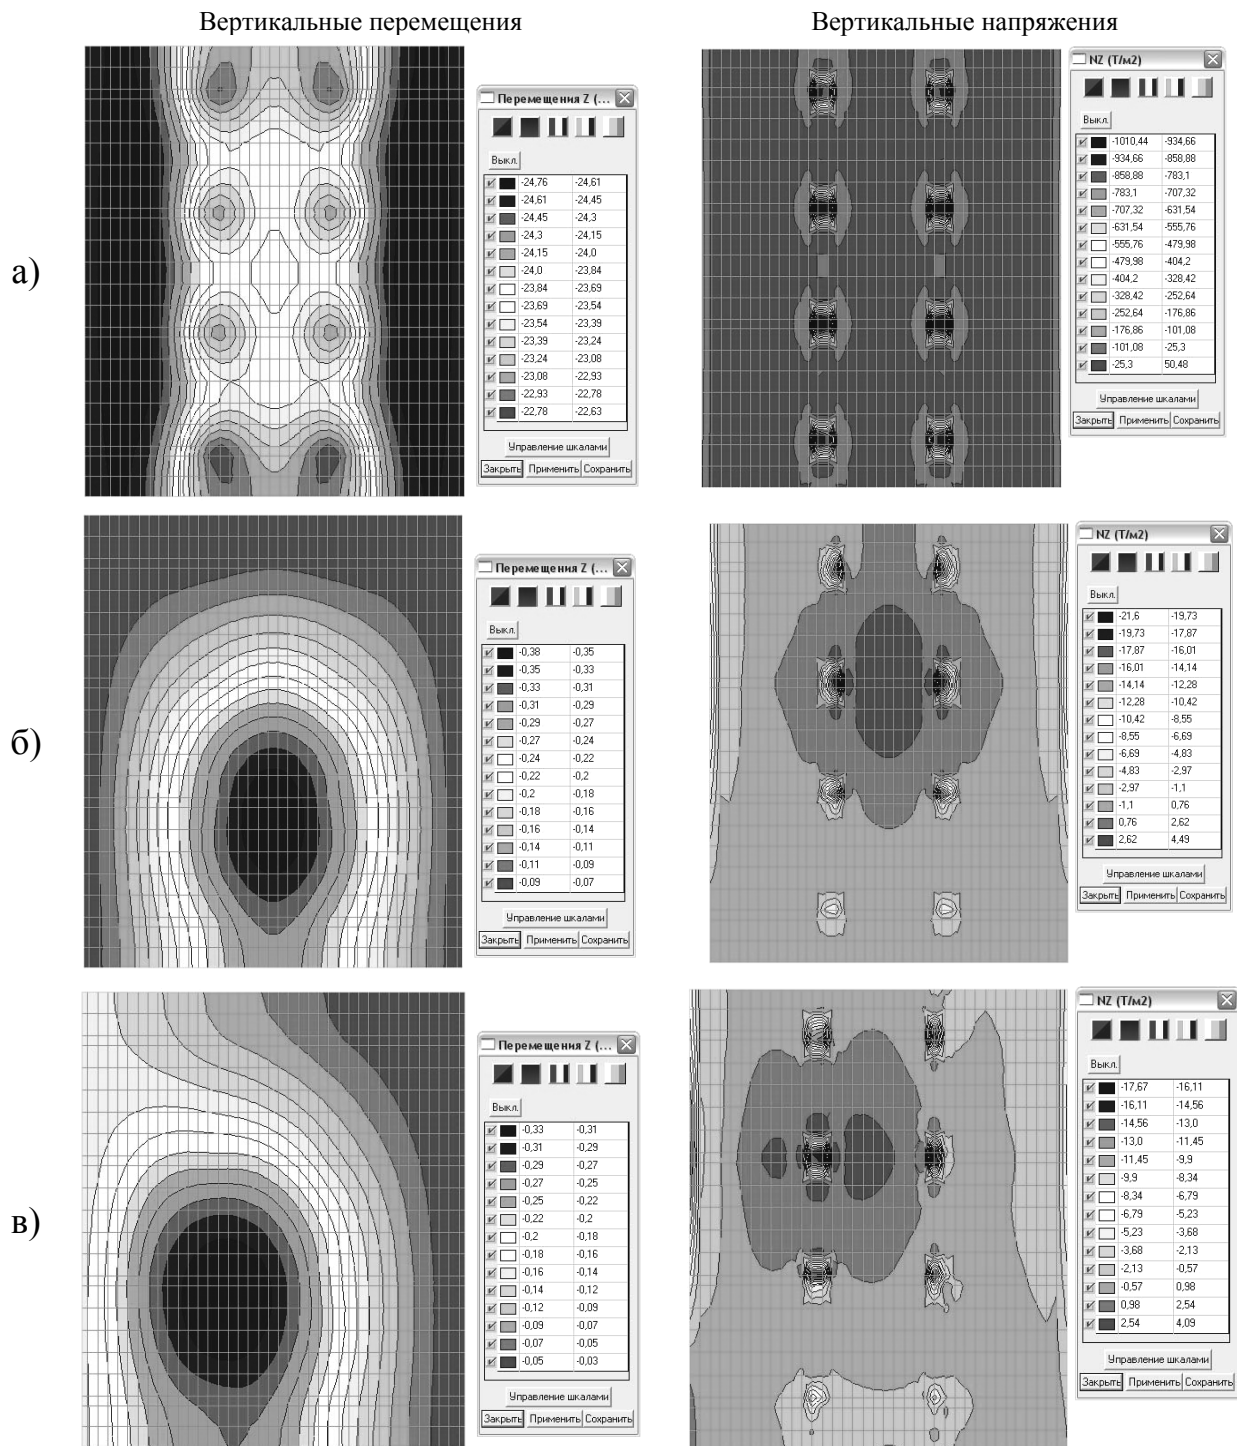 Вертикальные перемещения
Вертикальные напряжения
а)
Перемещения Z (...
Выкл.
-24,76 -24,61
-24,61 -24,45
-24,45 -24,3
-24,3 -24,15
-24,15 -24,0
-24,0 -23,84
-23,84 -23,69
-23,69 -23,54
-23,54 -23,39
-23,39 -23,24
-23,24 -23,08
-23,08 -22,93
-22,93 -22,78
-22,78 -22,63
Управление шкалами
Закрыть Применить Сохранить
NZ (Т/м2)
Выкл.
-1010,44 -934,66
-934,66 -858,88
-858,88 -783,1
-783,1 -707,32
-707,32 -631,54
-631,54 -555,76
-555,76 -479,98
-479,98 -404,2
-404,2 -328,42
-328,42 -252,64
-252,64 -176,86
-176,86 -101,08
-101,08 -25,3
-25,3 50,48
Управление шкалами
Закрыть Применить Сохранить
б)
Перемещения Z (...
Выкл.
-0,38 -0,35
-0,35 -0,33
-0,33 -0,31
-0,31 -0,29
-0,29 -0,27
-0,27 -0,24
-0,24 -0,22
-0,22 -0,2
-0,2 -0,18
-0,18 -0,16
-0,16 -0,14
-0,14 -0,11
-0,11 -0,09
-0,09 -0,07
Управление шкалами
Закрыть Применить Сохранить
NZ (Т/м2)
Выкл.
-21,6 -19,73
-19,73 -17,87
-17,87 -16,01
-16,01 -14,14
-14,14 -12,28
-12,28 -10,42
-10,42 -8,55
-8,55 -6,69
-6,69 -4,83
-4,83 -2,97
-2,97 -1,1
-1,1 0,76
0,76 2,62
2,62 4,49
Управление шкалами
Закрыть Применить Сохранить
в)
Перемещения Z (...
Выкл.
-0,33 -0,31
-0,31 -0,29
-0,29 -0,27
-0,27 -0,25
-0,25 -0,22
-0,22 -0,2
-0,2 -0,18
-0,18 -0,16
-0,16 -0,14
-0,14 -0,12
-0,12 -0,09
-0,09 -0,07
-0,07 -0,05
-0,05 -0,03
Управление шкалами
Закрыть Применить Сохранить
NZ (Т/м2)
Выкл.
-17,67 -16,11
-16,11 -14,56
-14,56 -13,0
-13,0 -11,45
-11,45 -9,9
-9,9 -8,34
-8,34 -6,79
-6,79 -5,23
-5,23 -3,68
-3,68 -2,13
-2,13 -0,57
-0,57 0,98
0,98 2,54
2,54 4,09
Управление шкалами
Закрыть Применить Сохранить